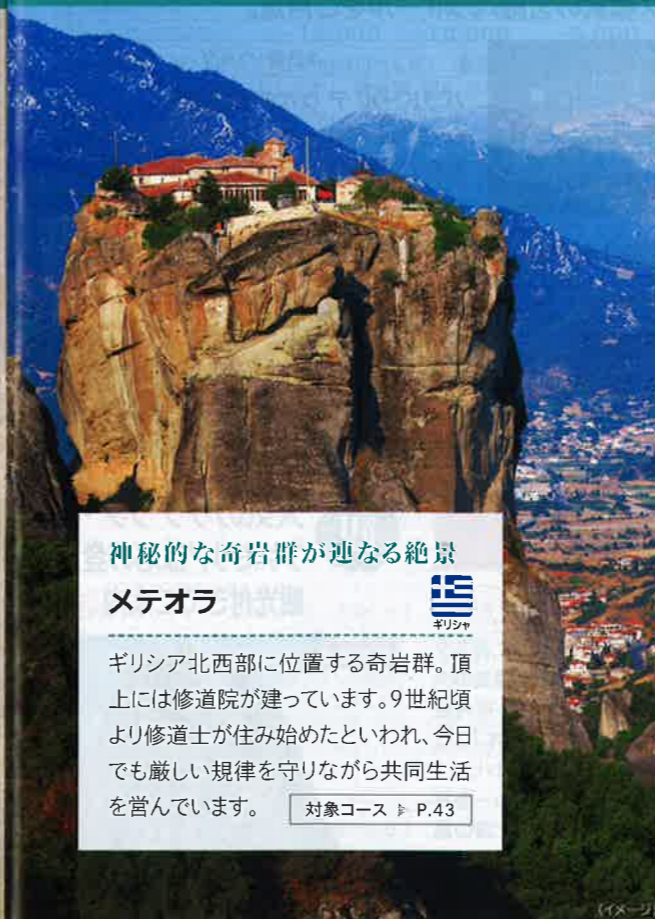 神秘的な奇岩群が連なる絶景
メテオラ
ギリシャ
ギリシア北西部に位置する奇岩群。頂
上には修道院が建っています。9世紀頃
より修道士が住み始めたといわれ、今日
でも厳しい規律を守りながら共同生活
を営んでいます。
対象コース P.43
(イメージ)